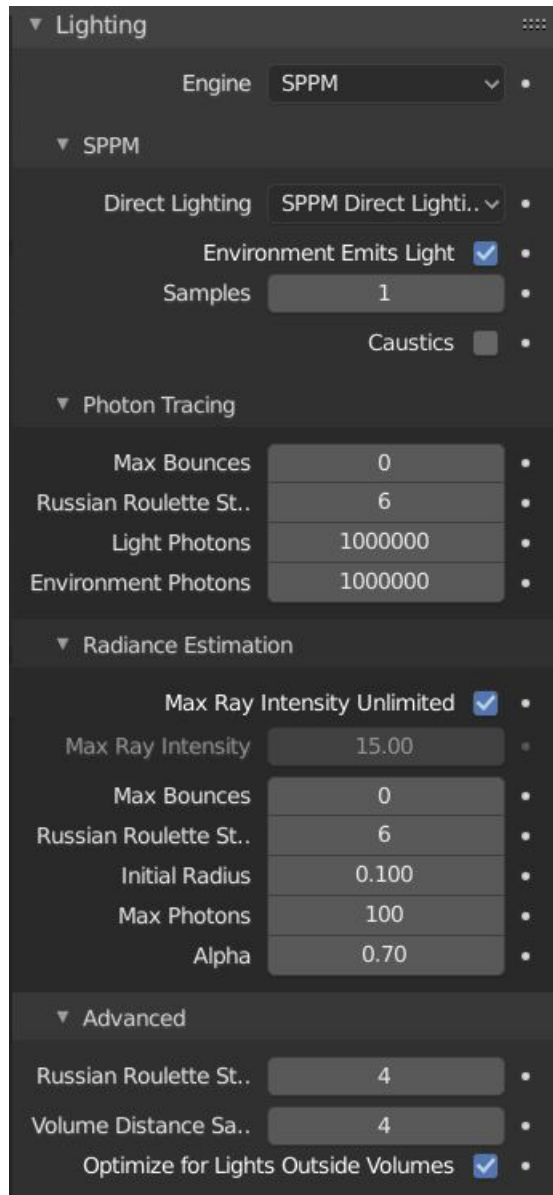 Lighting
Engine SPPM
SPPM
Direct Lighting SPPM Direct Lighti..
Environment Emits Light
Samples 1
Caustics
Photon Tracing
Max Bounces 0
Russian Roulette St.. 6
Light Photons 1000000
Environment Photons 1000000
Radiance Estimation
Max Ray Intensity Unlimited
Max Ray Intensity 15.00
Max Bounces 0
Russian Roulette St.. 6
Initial Radius 0.100
Max Photons 100
Alpha 0.70
Advanced
Russian Roulette St.. 4
Volume Distance Sa.. 4
Optimize for Lights Outside Volumes